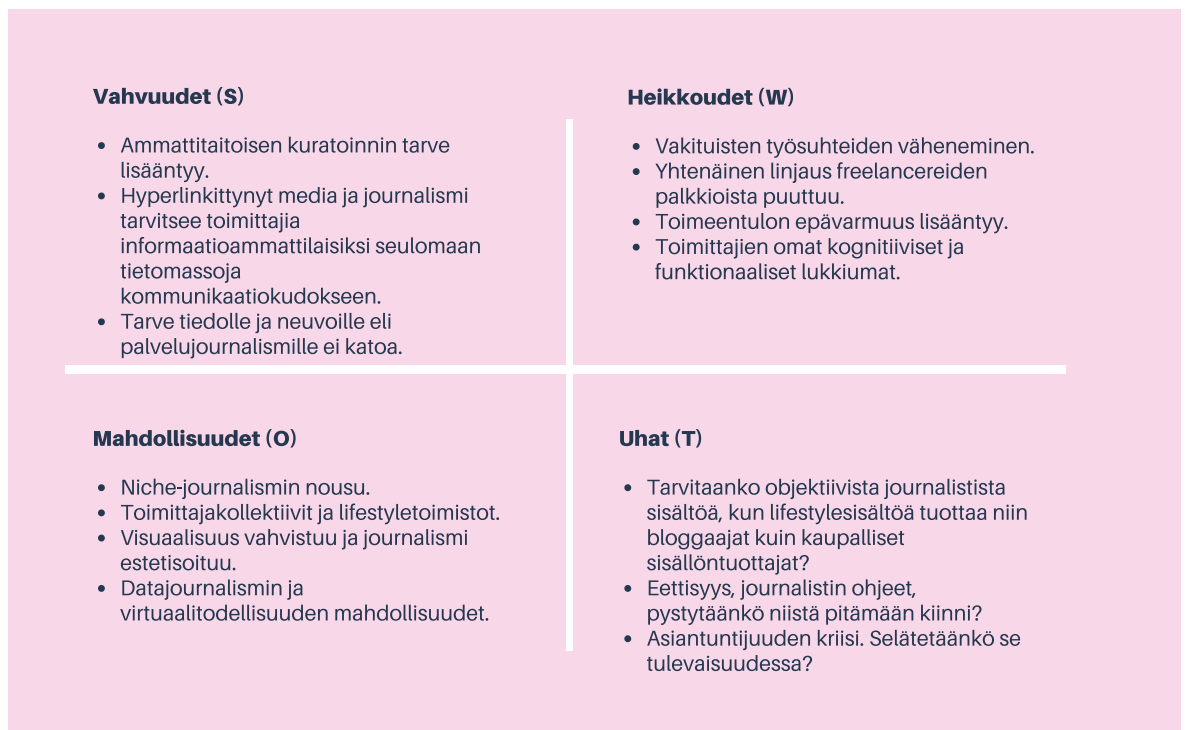 Vahvuudet (S)
• Ammattitaitoisen kuratoinnin tarve
lisääntyy.
• Hyperlinkittynyt media ja journalismi
tarvitsee toimittajia
informaatioammattilaisiksi seulomaan
tietomassoja
kommunikaatiokudokseen.
• Tarve tiedolle ja neuvoille eli
palvelujournalismille ei katoa.
Heikkoudet (W)
• Vakituisten työsuhteiden väheneminen.
• Yhtenäinen linjaus freelancereiden
palkkioista puuttuu.
• Toimeentulon epävarmuus lisääntyy.
• Toimittajien omat kognitiiviset ja
funktionaaliset lukkiumat.
Mahdollisuudet (O)
• Niche-journalismin nousu.
• Toimittajakollektiivit ja lifestyletoimistot.
• Visuaalisuus vahvistuu ja journalismi
estetisoituu.
• Datajournalismin ja
virtuaalitodellisuuden mahdollisuudet.
Uhat (T)
• Tarvitaanko objektiivista journalistista
sisältöä, kun lifestylesisältöä tuottaa niin
bloggaajat kuin kaupalliset
sisällöntuottajat?
• Eettisyys, journalistin ohjeet,
pystytäänkö niistä pitämään kiinni?
• Asiantuntijuuden kriisi. Selätetäänkö se
tulevaisuudessa?